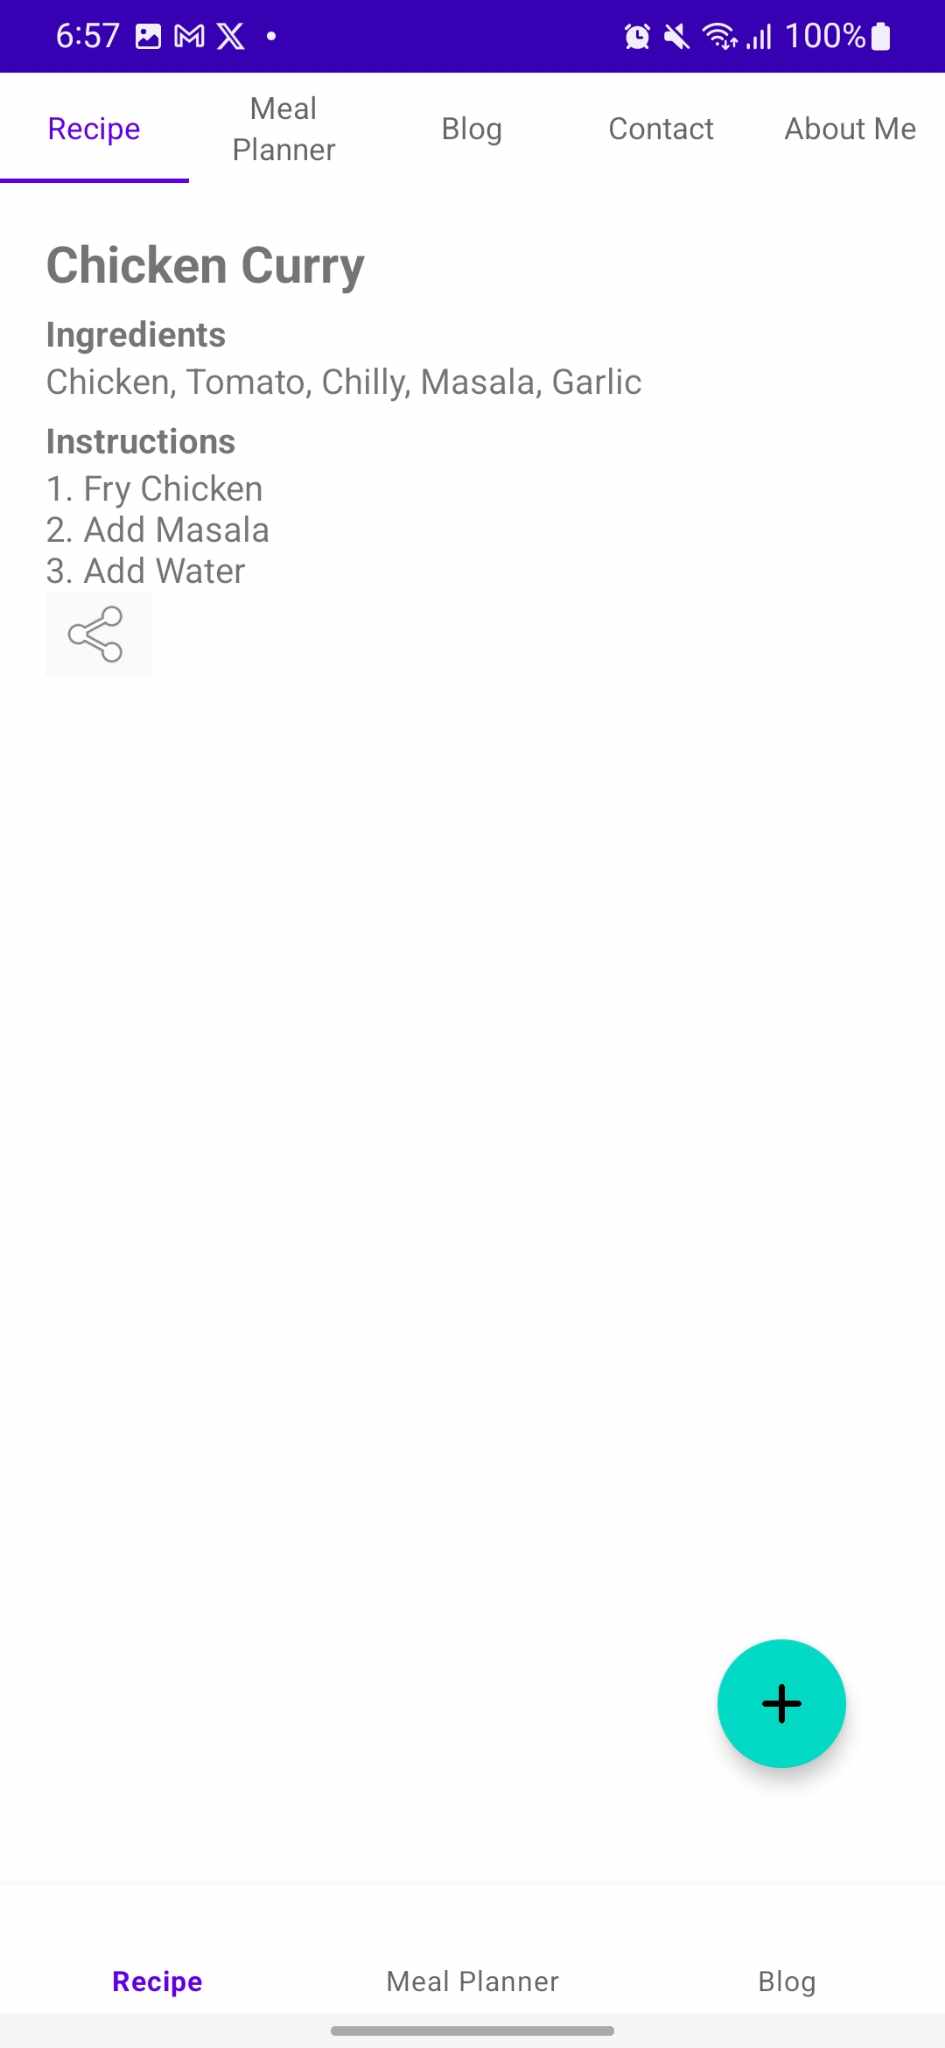 6:57 100%
Recipe
Meal
Planner
Blog
Contact
About Me
Chicken Curry
Ingredients
Chicken, Tomato, Chilly, Masala, Garlic
Instructions
1. Fry Chicken
2. Add Masala
3. Add Water
Recipe
Meal Planner
Blog